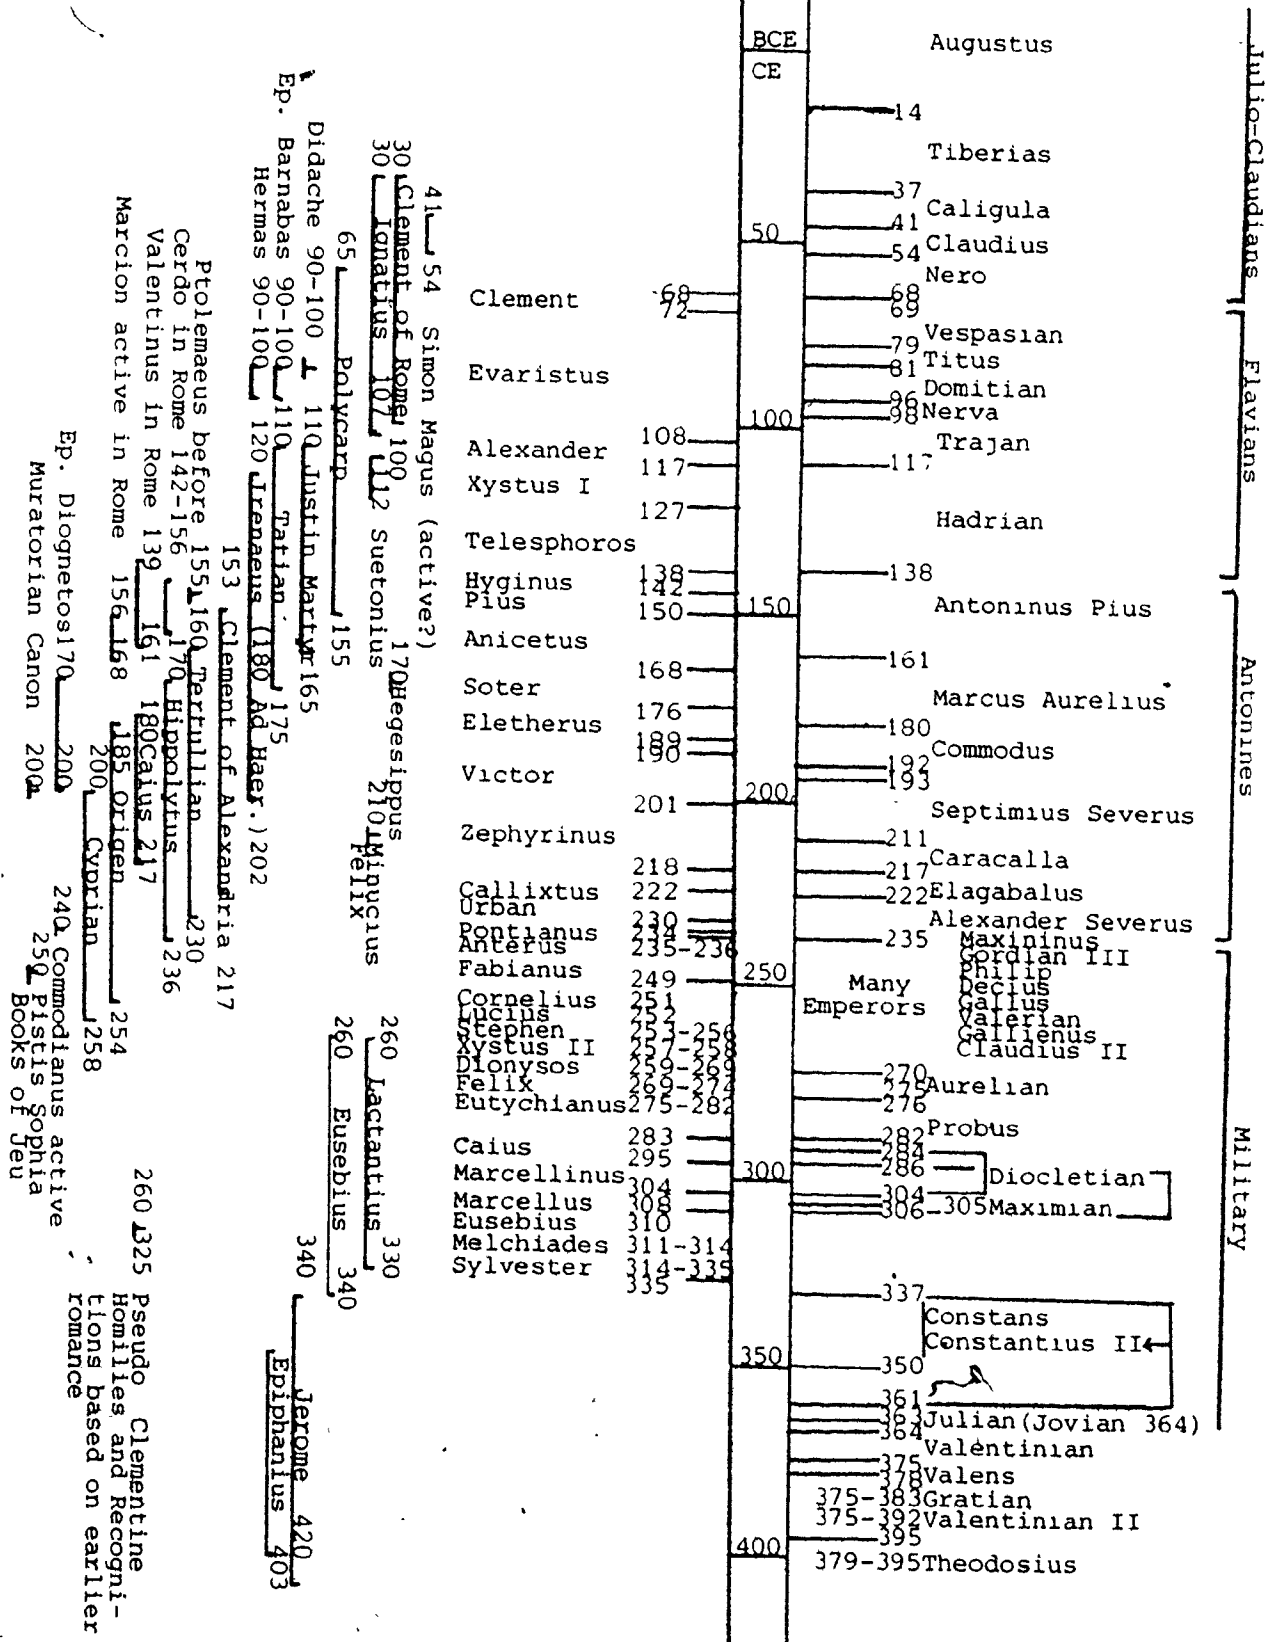 BCE
CE
50
100
150
200
250
300
350
400
Augustus
14
Tiberias
37
Caligula
41
Claudius
54
Nero
68
69
Vespasian
79
Titus
81
Domitian
96
Nerva
98
Trajan
117
Hadrian
138
Antoninus Pius
161
Marcus Aurelius
180
Commodus
192
193
Septimius Severus
211
Caracalla
217
222 Elagabalus
Alexander Severus
235
Maxininus
Gordian III
Philip
Decius
Gallus
Valerian
Gallienus
Claudius II
Many
Emperors
270
275 Aurelian
276
Probus
282
284
286
Diocletian
304
306-305 Maximian
337
Constans
Constantius II
350
361
363 Julian (Jovian 364)
364
Valentinian
375
378 Valens
375-383 Gratian
375-392 Valentinian II
395
379-395 Theodosius
Julio-Claudians
Flavians
Antonines
Military
Clement
68
72
Evaristus
108
Alexander
117
Xystus I
127
Telesphoros
138
Hyginus
142
Pius
150
Anicetus
168
Soter
176
Eletherus
189
190
Victor
201
Zephyrinus
218
Callixtus 222
Urban
230
Pontianus 234
Anterus 235-236
Fabianus 249
Cornelius 251
Lucius 252
Stephen 253-256
Xystus II 257-258
Dionysos 259-269
Felix 269-274
Eutychianus 275-282
283
Caius
295
Marcellinus
304
Marcellus 308
Eusebius 310
Melchiades 311-314
Sylvester 314-335
335
41 54 Simon Magus (active?)
30 Clement of Rome 100
170 Hegesippus
30 Ignatius 107
112 Suetonius
210 Minucius
Felix
260 Lactantius 330
65 Polycarp 155
260 Eusebius 340
Didache 90-100
110 Justin Martyr 165
340 Jerome 420
Ep. Barnabas 90-100
110 Tatian 175
Epiphanius 403
Hermas 90-100
120 Irenaeus (180 Ad Haer.) 202
153 Clement of Alexandria 217
Ptolemaeus before 155
160 Tertullian 230
Cerdo in Rome 142-156
170 Hippolytus 236
Valentinus in Rome 139 161
180 Caius 217
Marcion active in Rome 156 168
185 Origen 254
200 Cyprian 258
260 325 Pseudo Clementine
Homilies and Recogni-
tions based on earlier
romance
Ep. Diognetos 170 200
240 Commodianus active
Muratorian Canon 200
250 Pistis Sophia
Books of Jeu